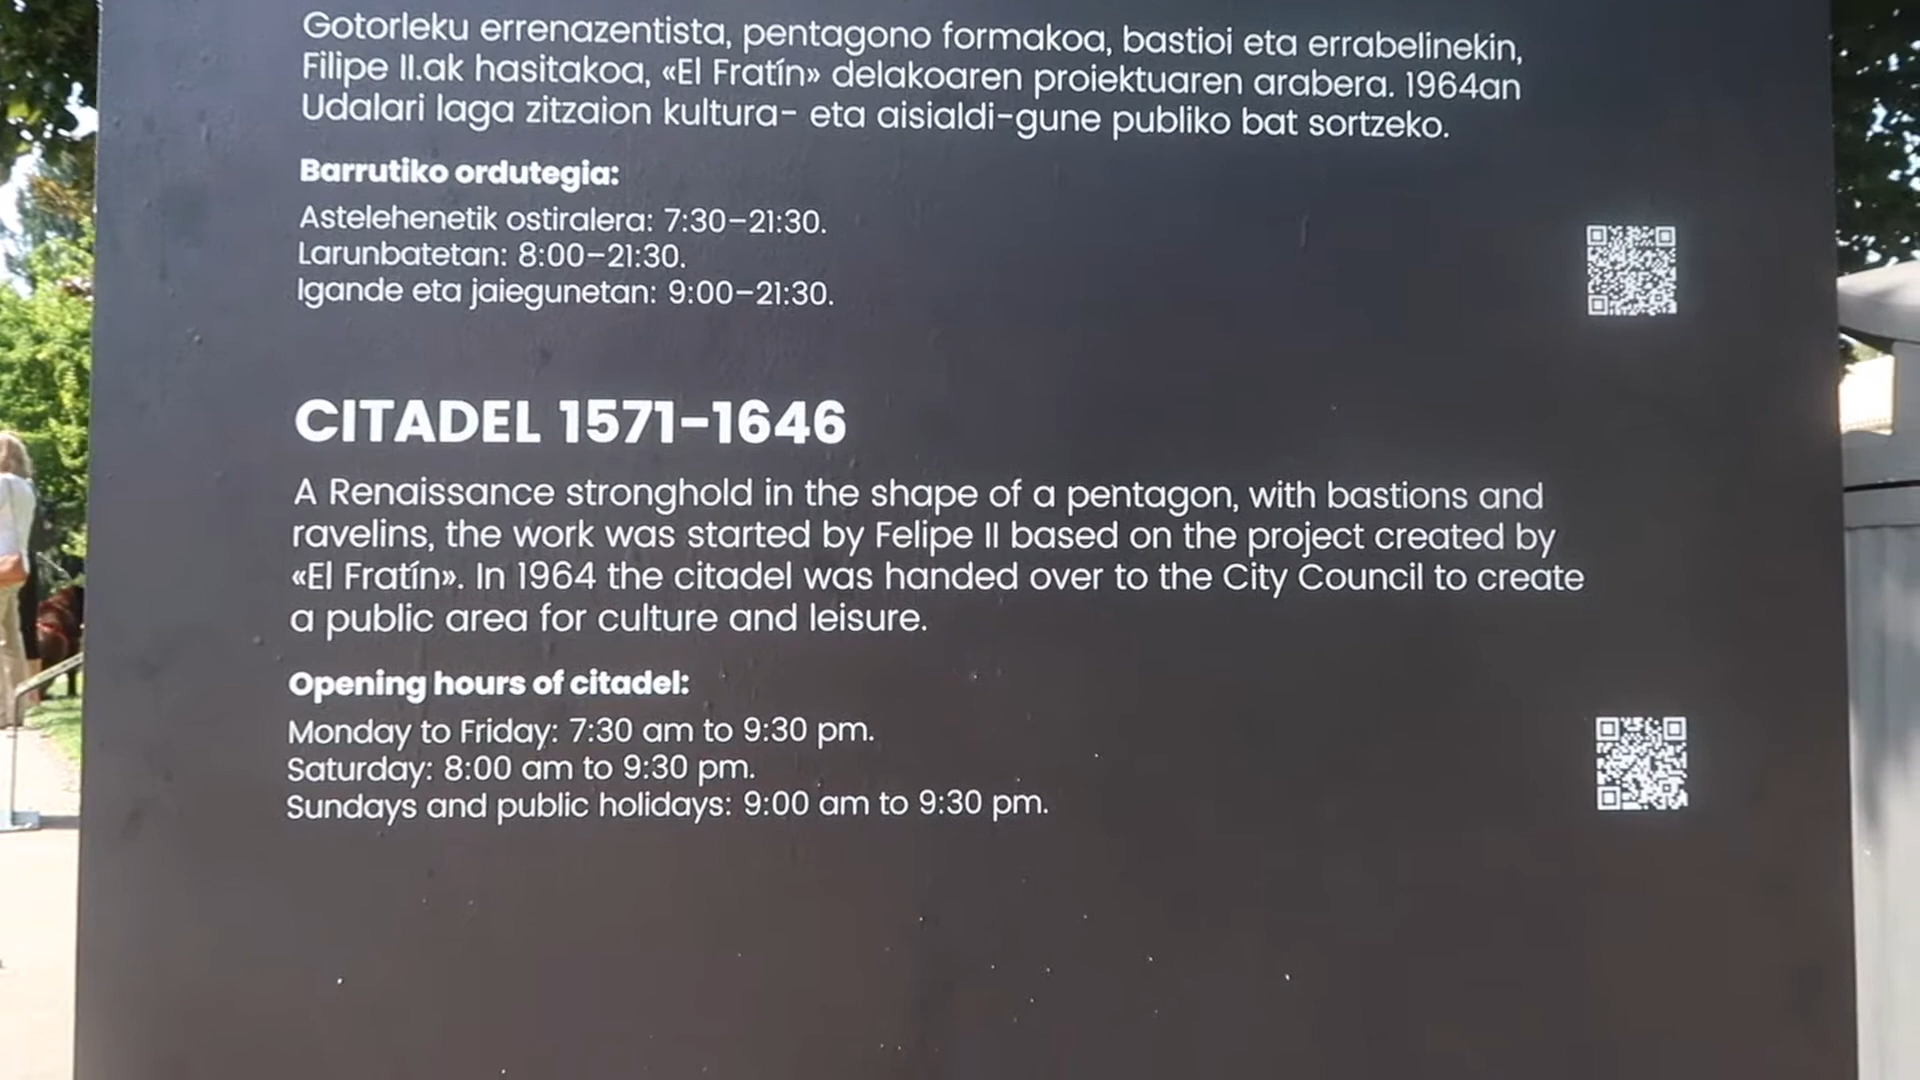 Gotorleku errenazentista, pentagono formakoa, bastioi eta errabelinekin,
Filipe II.ak hasitakoa, «El Fratín» delakoaren proiektuaren arabera. 1964an
Udalari laga zitzaion kultura- eta aisialdi-gune publiko bat sortzeko.
Barrutiko ordutegia:
Astelehenetik ostiralera: 7:30–21:30.
Larunbatetan: 8:00–21:30.
Igande eta jaiegunetan: 9:00–21:30.
CITADEL 1571-1646
A Renaissance stronghold in the shape of a pentagon, with bastions and
ravelins, the work was started by Felipe II based on the project created by
«El Fratín». In 1964 the citadel was handed over to the City Council to create
a public area for culture and leisure.
Opening hours of citadel:
Monday to Friday: 7:30 am to 9:30 pm.
Saturday: 8:00 am to 9:30 pm.
Sundays and public holidays: 9:00 am to 9:30 pm.